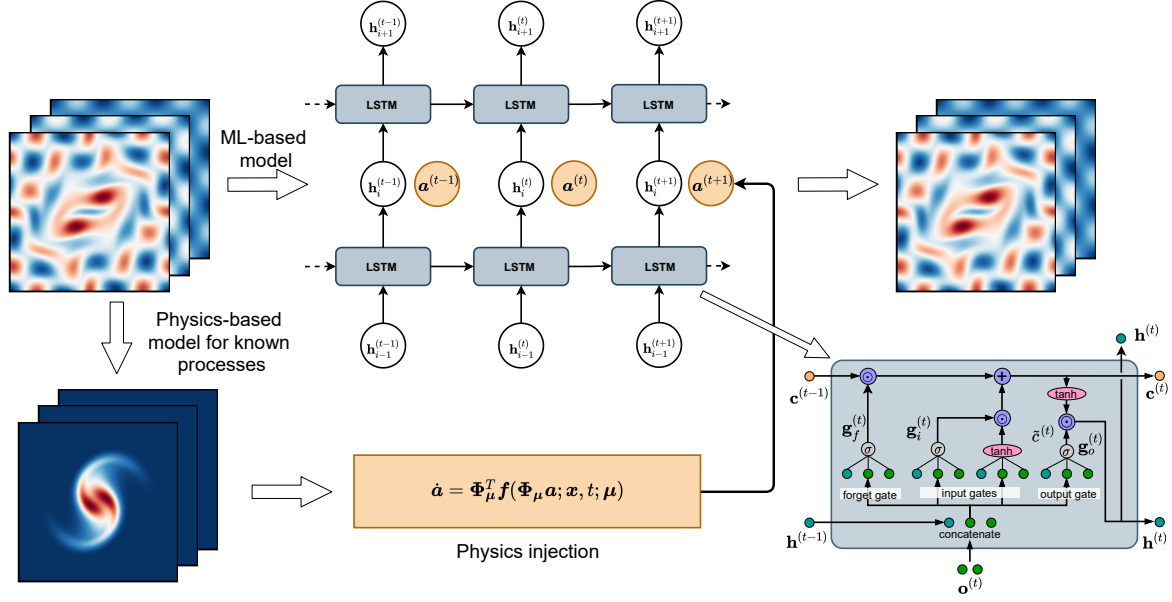 h_{i+1}^{(t-1)} h_{i+1}^{(t)} h_{i+1}^{(t+1)}
LSTM LSTM LSTM
ML-based
model
h_i^{(t-1)} a^{(t-1)} h_i^{(t)} a^{(t)} h_i^{(t+1)} a^{(t+1)}
LSTM LSTM LSTM
Physics-based
model for known
processes
h_{i-1}^{(t-1)} h_{i-1}^{(t)} h_{i-1}^{(t+1)}
ȧ = Φ_μ^T f(Φ_μ a; x, t; μ)
Physics injection
h^{(t)}
c^{(t-1)} ⊙ + c^{(t)}
tanh
g_f^{(t)} g_i^{(t)} ⊙ c̃^{(t)} ⊙ g_o^{(t)}
σ σ tanh σ
forget gate input gates output gate
h^{(t-1)} concatenate h^{(t)}
o^{(t)}